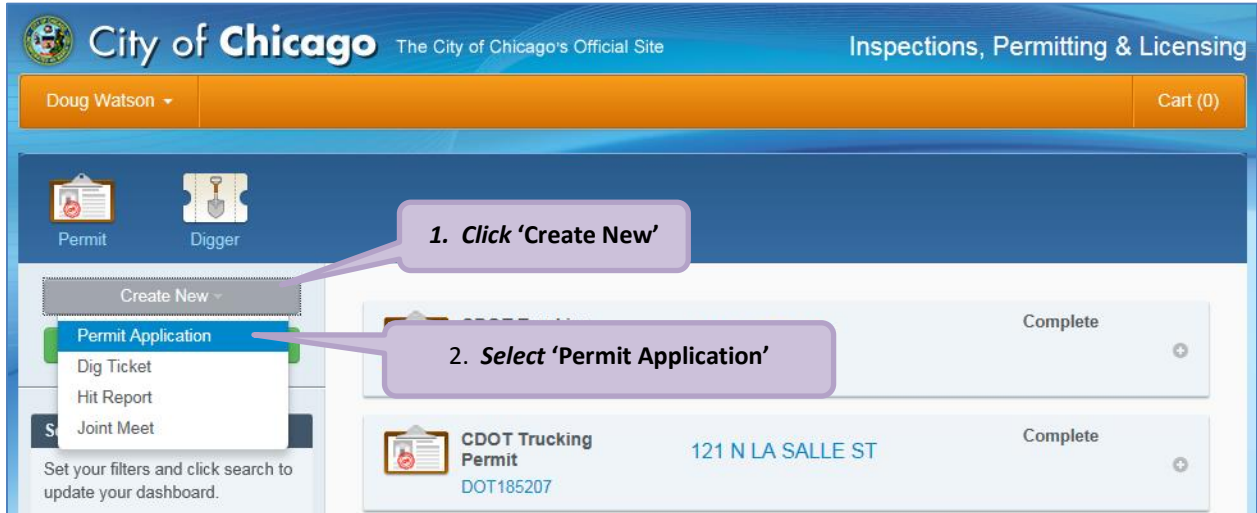 City of Chicago The City of Chicago's Official Site Inspections, Permitting & Licensing
Doug Watson Cart (0)
Permit Digger
1. Click 'Create New'
Create New
Permit Application
Dig Ticket
Hit Report
Joint Meet
Complete
2. Select 'Permit Application'
Set your filters and click search to
update your dashboard.
CDOT Trucking
Permit
DOT185207
121 N LA SALLE ST
Complete